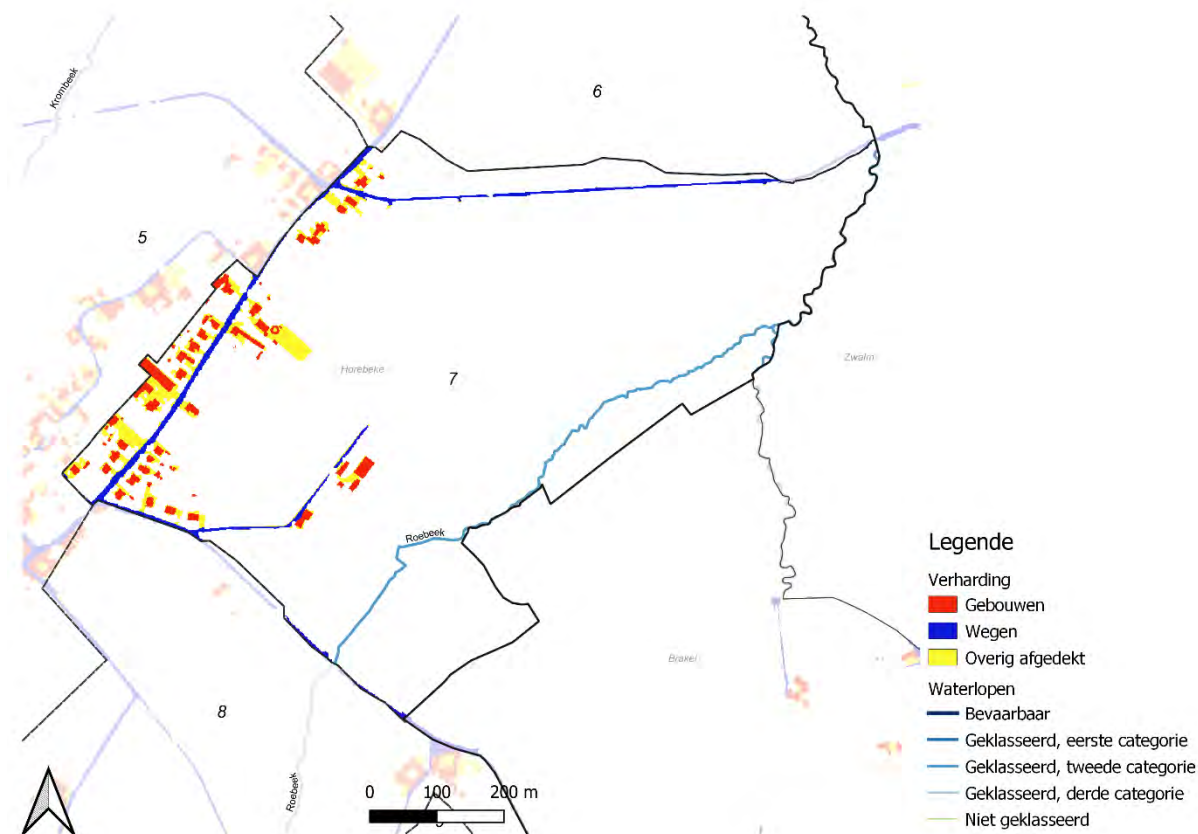 Krombeek
6
5
Horebeke
7
Zwalm
Roebeek
Brakel
8
Roebeek
0 100 200 m
Legende
Verharding
Gebouwen
Wegen
Overig afgedekt
Waterlopen
Bevaarbaar
Geklasseerd, eerste categorie
Geklasseerd, tweede categorie
Geklasseerd, derde categorie
Niet geklasseerd